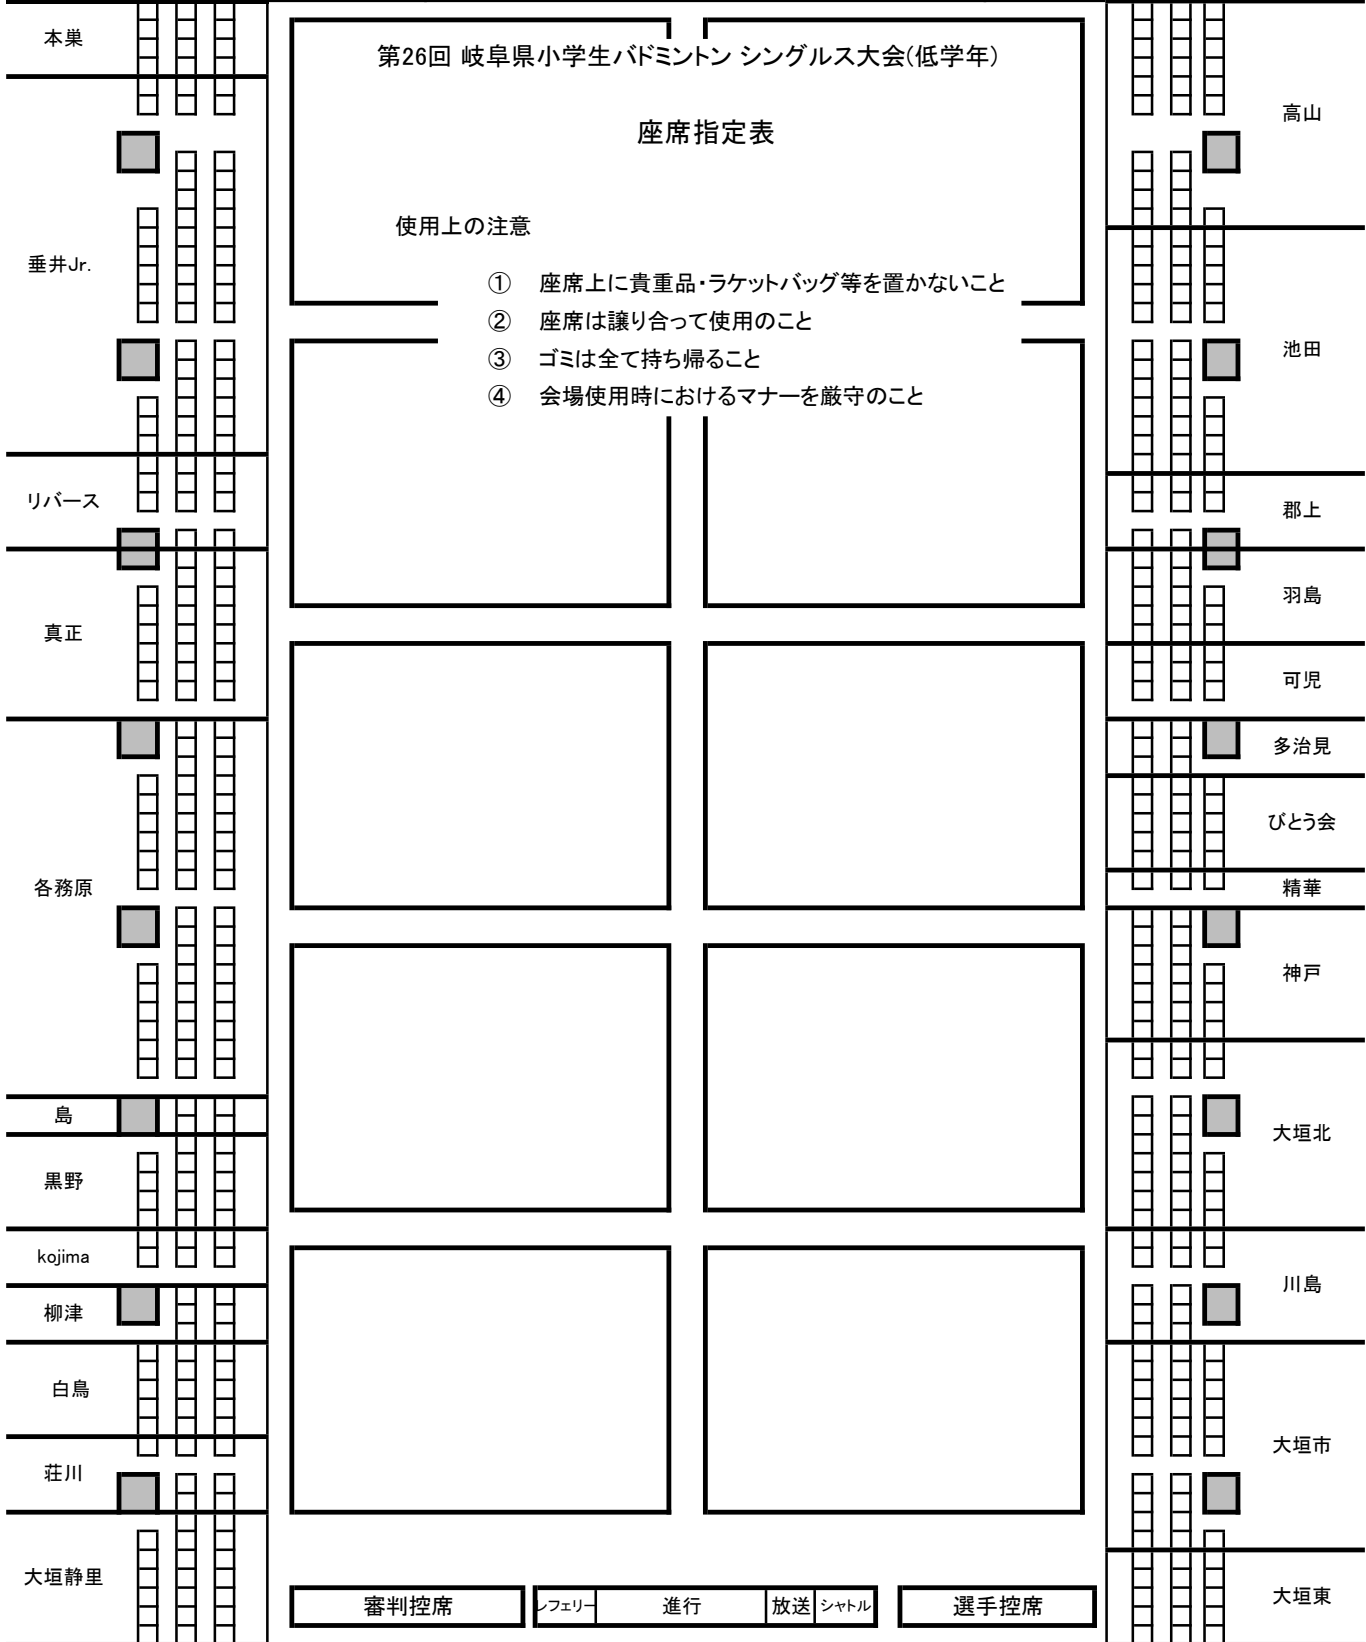 第26回 岐阜県小学生バドミントン シングルス大会(低学年)
座席指定表
使用上の注意
① 座席上に貴重品・ラケットバッグ等を置かないこと
② 座席は譲り合って使用のこと
③ ゴミは全て持ち帰ること
④ 会場使用時におけるマナーを厳守のこと
本巣
垂井Jr.
リバース
真正
各務原
島
黒野
kojima
柳津
白鳥
荘川
大垣静里
高山
池田
郡上
羽島
可児
多治見
びとう会
精華
神戸
大垣北
川島
大垣市
大垣東
審判控席
レフェリー 進行 放送 シャトル
選手控席